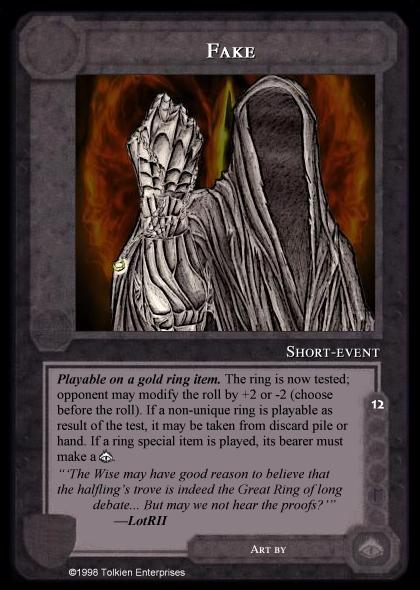 FAKE
SHORT-EVENT
Playable on a gold ring item. The ring is now tested;
opponent may modify the roll by +2 or -2 (choose
before the roll). If a non-unique ring is playable as
result of the test, it may be taken from discard pile or
hand. If a ring special item is played, its bearer must
make a .
12
“‘The Wise may have good reason to believe that
the halfling’s trove is indeed the Great Ring of long
debate... But may we not hear the proofs?’”
—LotRII
ART BY
©1998 Tolkien Enterprises